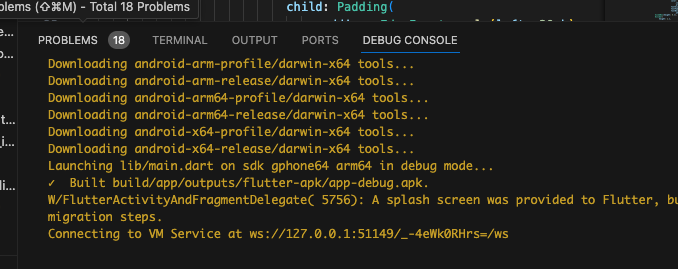 oblems (⇧⌘M) - Total 18 Problems
child: Padding(
PROBLEMS 18 TERMINAL OUTPUT PORTS DEBUG CONSOLE
Downloading android-arm-profile/darwin-x64 tools...
Downloading android-arm-release/darwin-x64 tools...
Downloading android-arm64-profile/darwin-x64 tools...
Downloading android-arm64-release/darwin-x64 tools...
Downloading android-x64-profile/darwin-x64 tools...
Downloading android-x64-release/darwin-x64 tools...
Launching lib/main.dart on sdk gphone64 arm64 in debug mode...
✓ Built build/app/outputs/flutter-apk/app-debug.apk.
W/FlutterActivityAndFragmentDelegate( 5756): A splash screen was provided to Flutter, bu
migration steps.
Connecting to VM Service at ws://127.0.0.1:51149/_-4eWk0RHrs=/ws